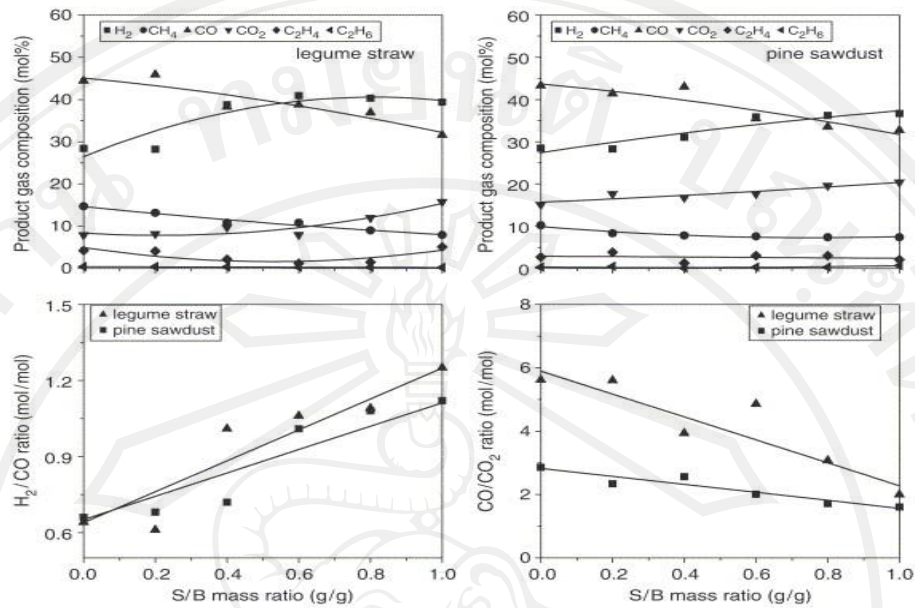 H₂ CH₄ CO CO₂ C₂H₄ C₂H₆
legume straw
Product gas composition (mol%)
60
50
40
30
20
10
0
H₂ CH₄ CO CO₂ C₂H₄ C₂H₆
pine sawdust
Product gas composition (mol%)
60
50
40
30
20
10
0
legume straw
pine sawdust
H₂/CO ratio (mol/mol)
1.5
1.2
0.9
0.6
0.0 0.2 0.4 0.6 0.8 1.0
S/B mass ratio (g/g)
legume straw
pine sawdust
CO/CO₂ ratio (mol/mol)
8
6
4
2
0
0.0 0.2 0.4 0.6 0.8 1.0
S/B mass ratio (g/g)